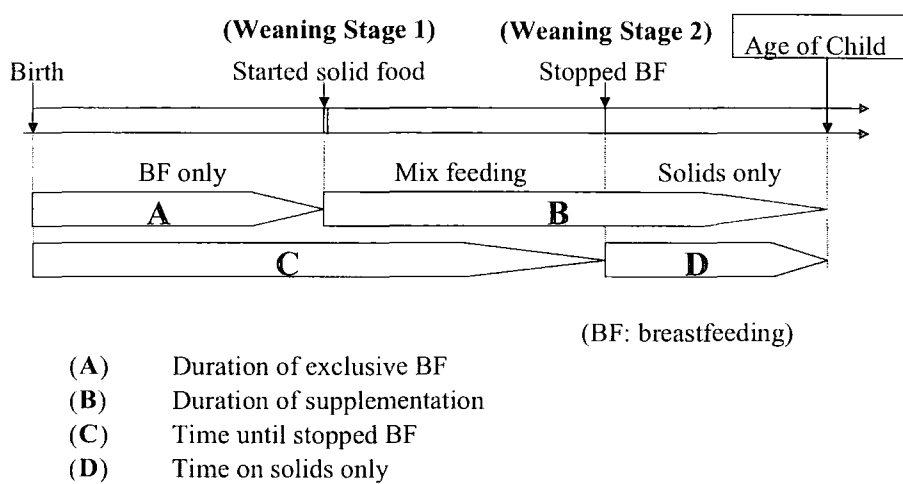 (Weaning Stage 1) (Weaning Stage 2)
Birth Started solid food Stopped BF Age of Child
BF only Mix feeding Solids only
A B
C D
(BF: breastfeeding)
(A) Duration of exclusive BF
(B) Duration of supplementation
(C) Time until stopped BF
(D) Time on solids only